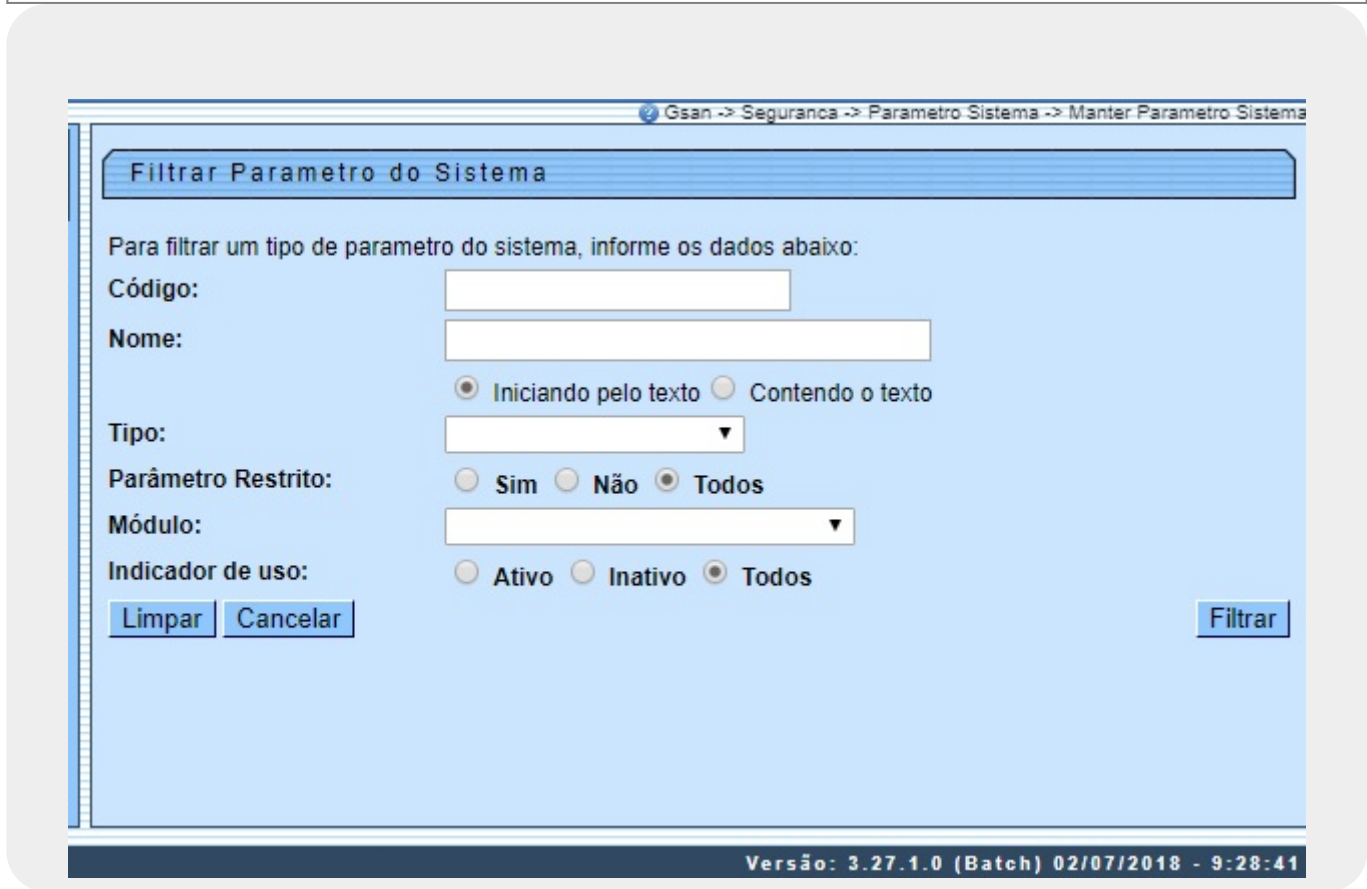 Gsan -> Seguranca -> Parametro Sistema -> Manter Parametro Sistema
Filtrar Parametro do Sistema
Para filtrar um tipo de parametro do sistema, informe os dados abaixo:
Código:
Nome:
Iniciando pelo texto Contendo o texto
Tipo:
Parâmetro Restrito: Sim Não Todos
Módulo:
Indicador de uso: Ativo Inativo Todos
Limpar Cancelar Filtrar
Versão: 3.27.1.0 (Batch) 02/07/2018 - 9:28:41